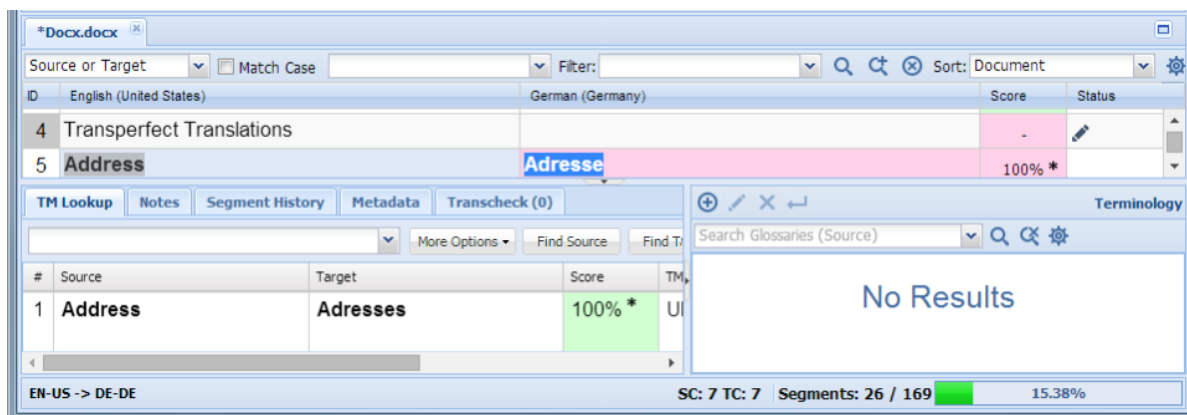 *Docx.docx
Source or Target Match Case Filter: Sort: Document
ID English (United States) German (Germany) Score Status
4 Transperfect Translations -
5 Address Adresse 100% *
TM Lookup Notes Segment History Metadata Transcheck (0) Terminology
More Options Find Source Find Search Glossaries (Source)
# Source Target Score TM
1 Address Adresses 100% *
No Results
EN-US -> DE-DE SC: 7 TC: 7 Segments: 26 / 169 15.38%